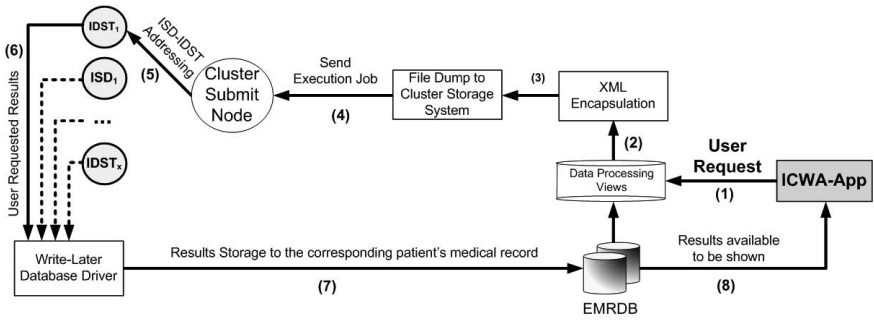 (6)
User Requested Results
IDST1
ISD1
...
IDSTx
ISD-IDST
Addressing
(5)
Cluster
Submit
Node
Send
Execution Job
(4)
File Dump to
Cluster Storage
System
(3)
XML
Encapsulation
(2)
Data Processing
Views
User
Request
(1)
ICWA-App
Write-Later
Database Driver
Results Storage to the corresponding patient's medical record
(7)
EMRDB
Results available
to be shown
(8)